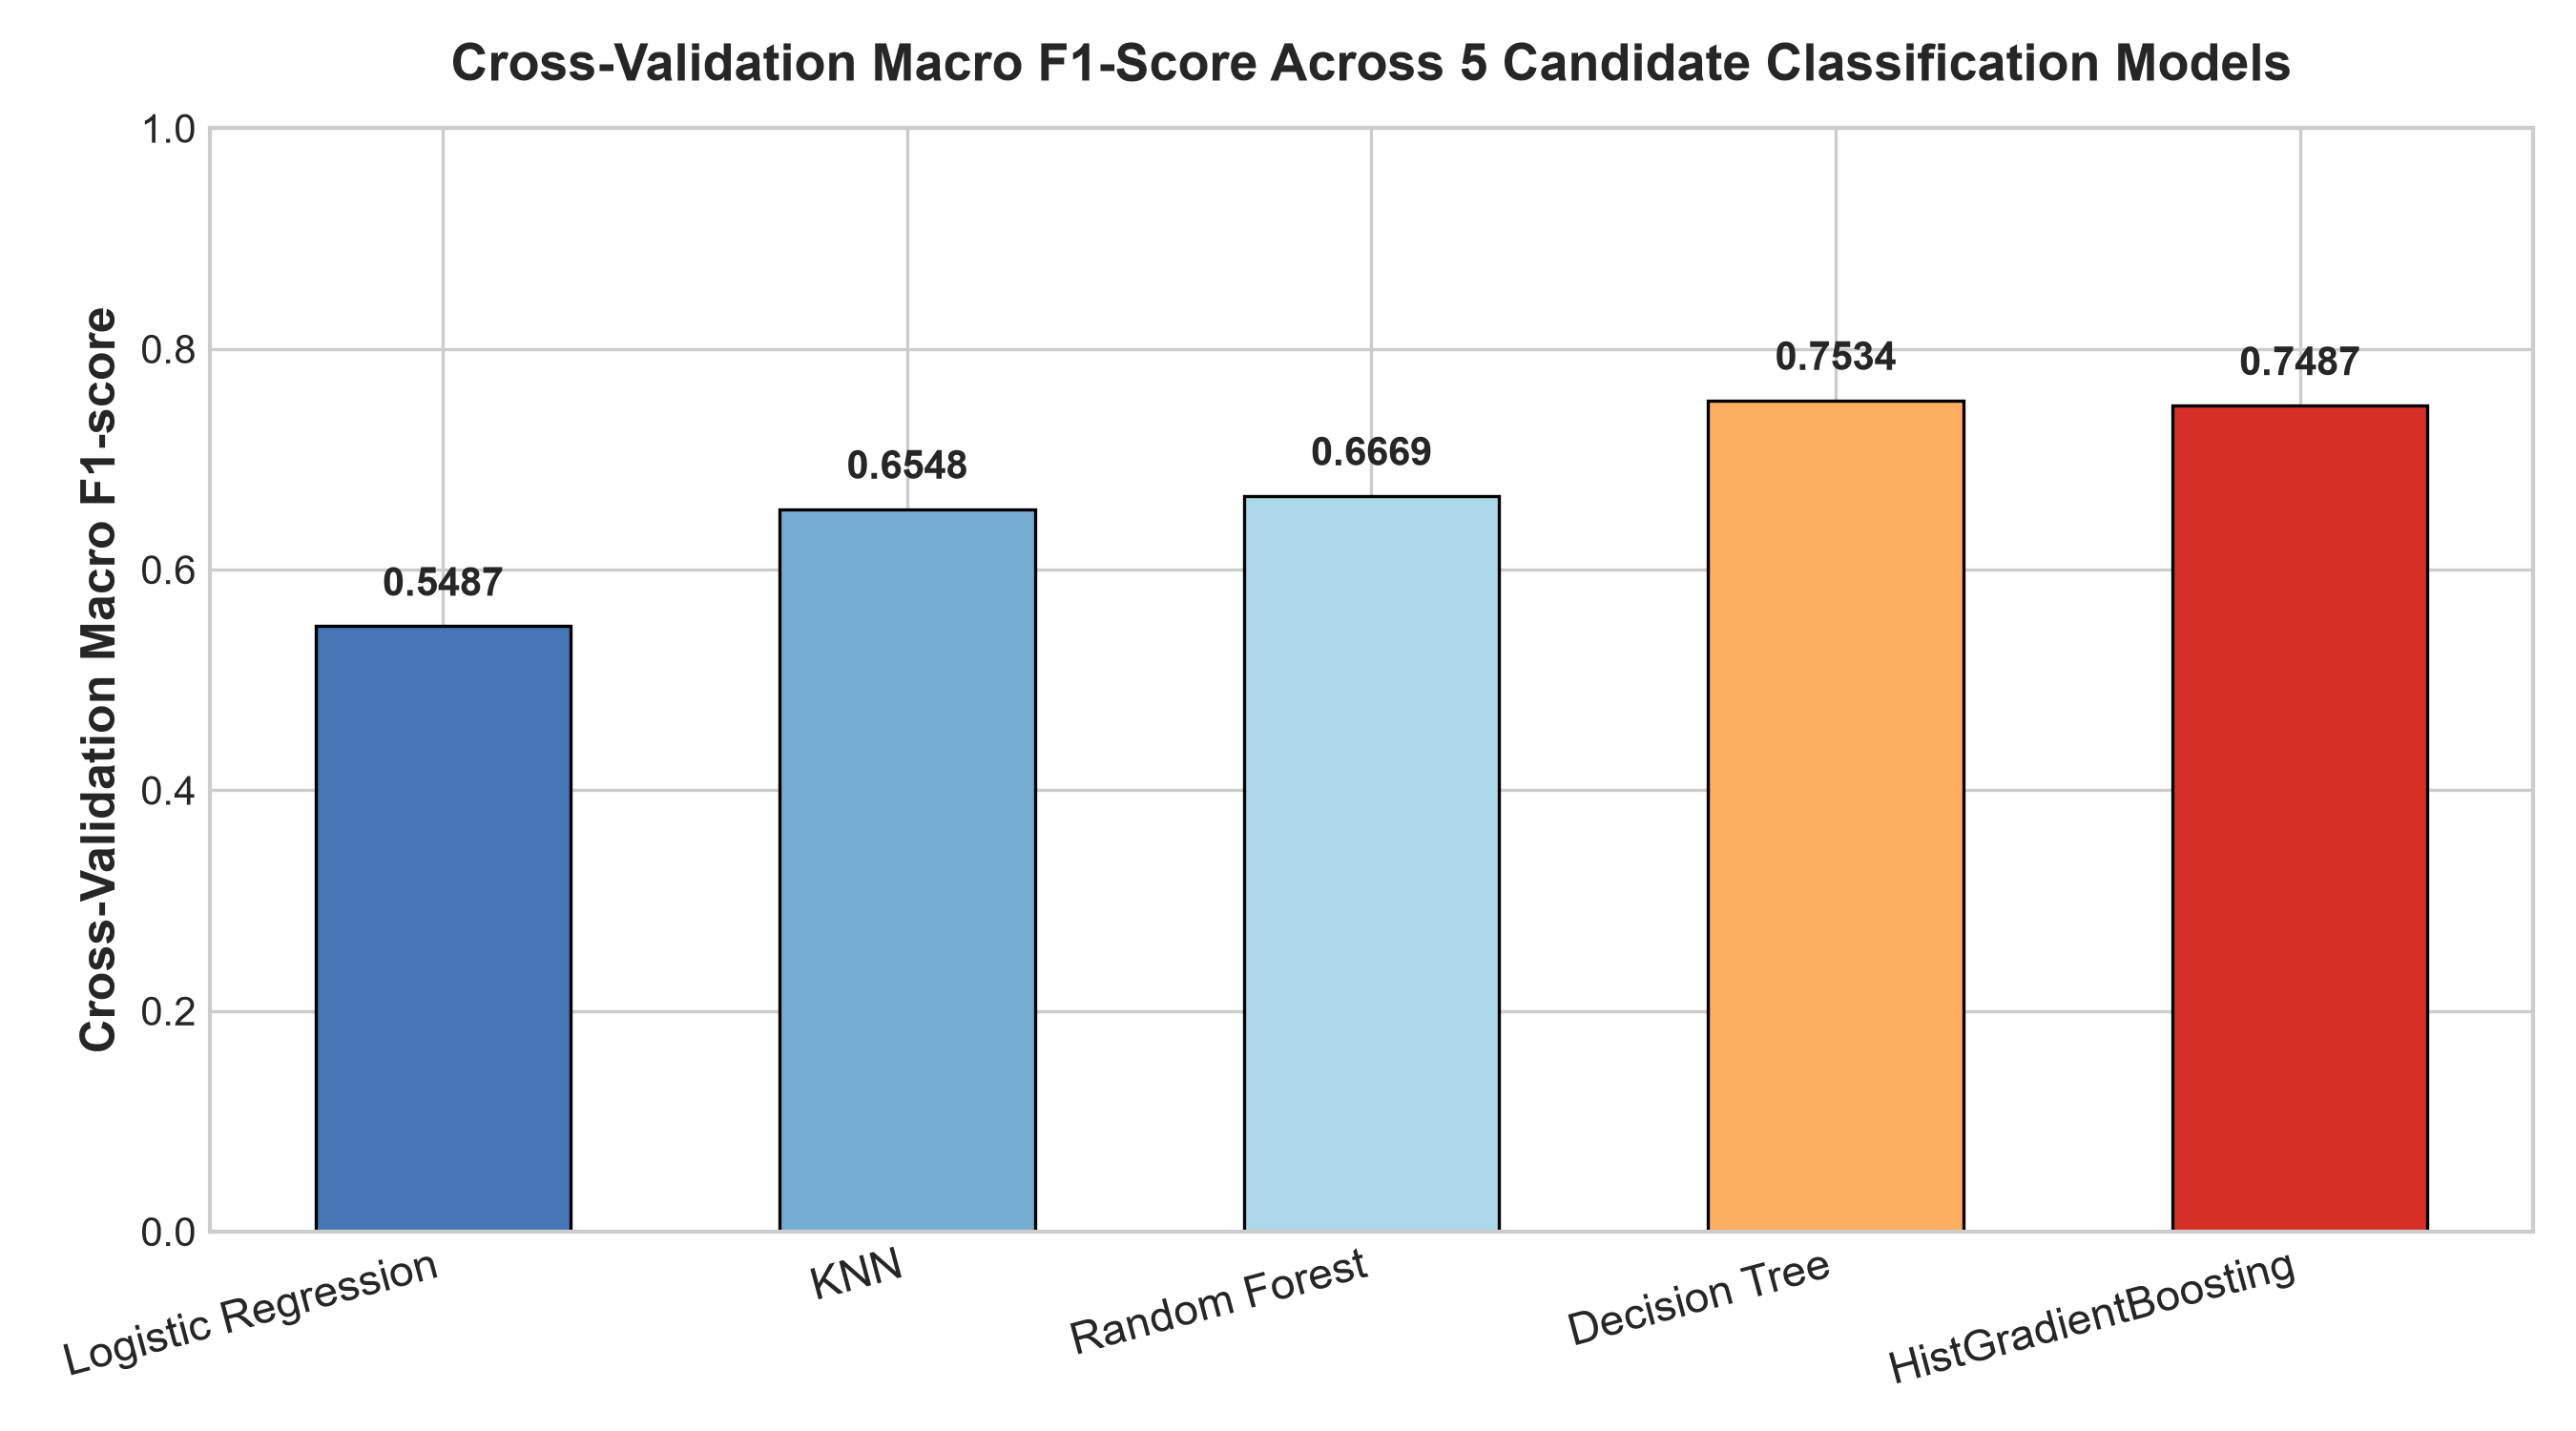 Cross-Validation Macro F1-Score Across 5 Candidate Classification Models
Cross-Validation Macro F1-score
1.0
0.8
0.6
0.4
0.2
0.0
0.5487
0.6548
0.6669
0.7534
0.7487
Logistic Regression
KNN
Random Forest
Decision Tree
HistGradientBoosting